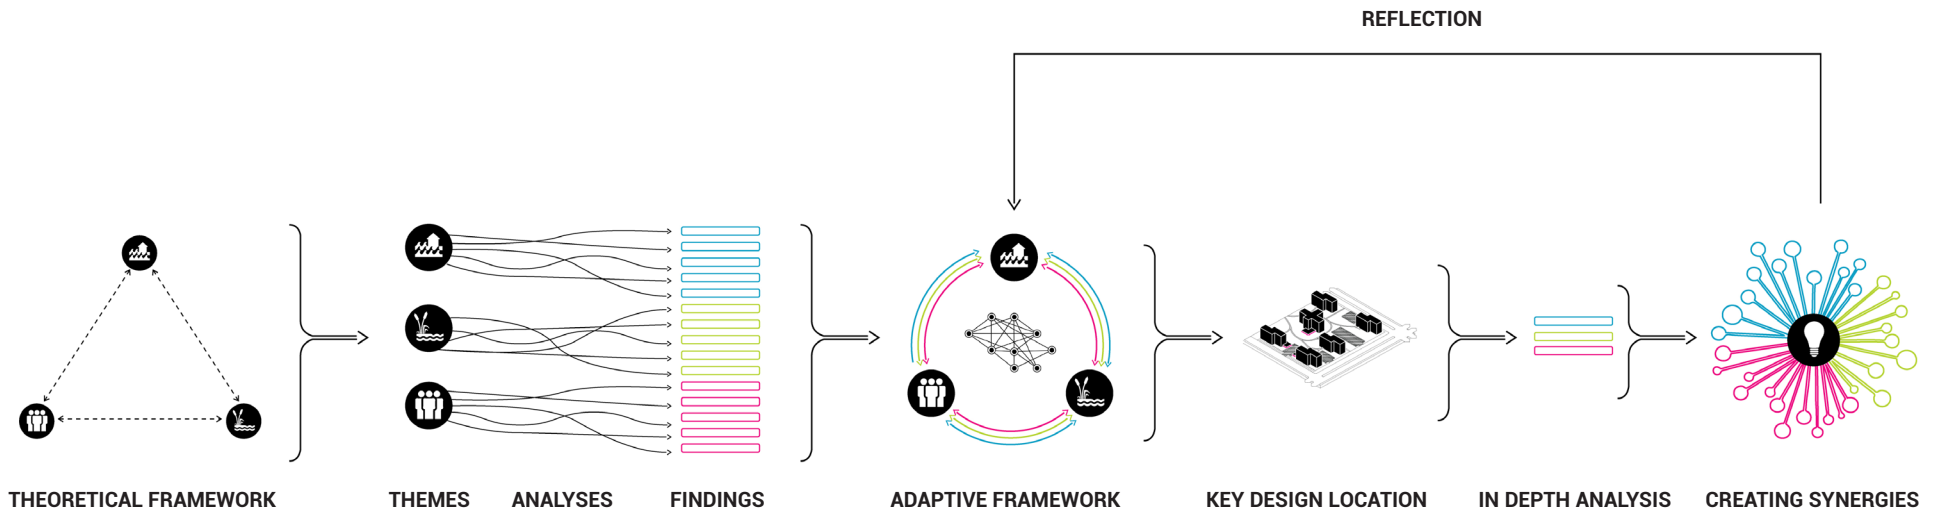 REFLECTION
THEORETICAL FRAMEWORK
THEMES
ANALYSES
FINDINGS
ADAPTIVE FRAMEWORK
KEY DESIGN LOCATION
IN DEPTH ANALYSIS
CREATING SYNERGIES